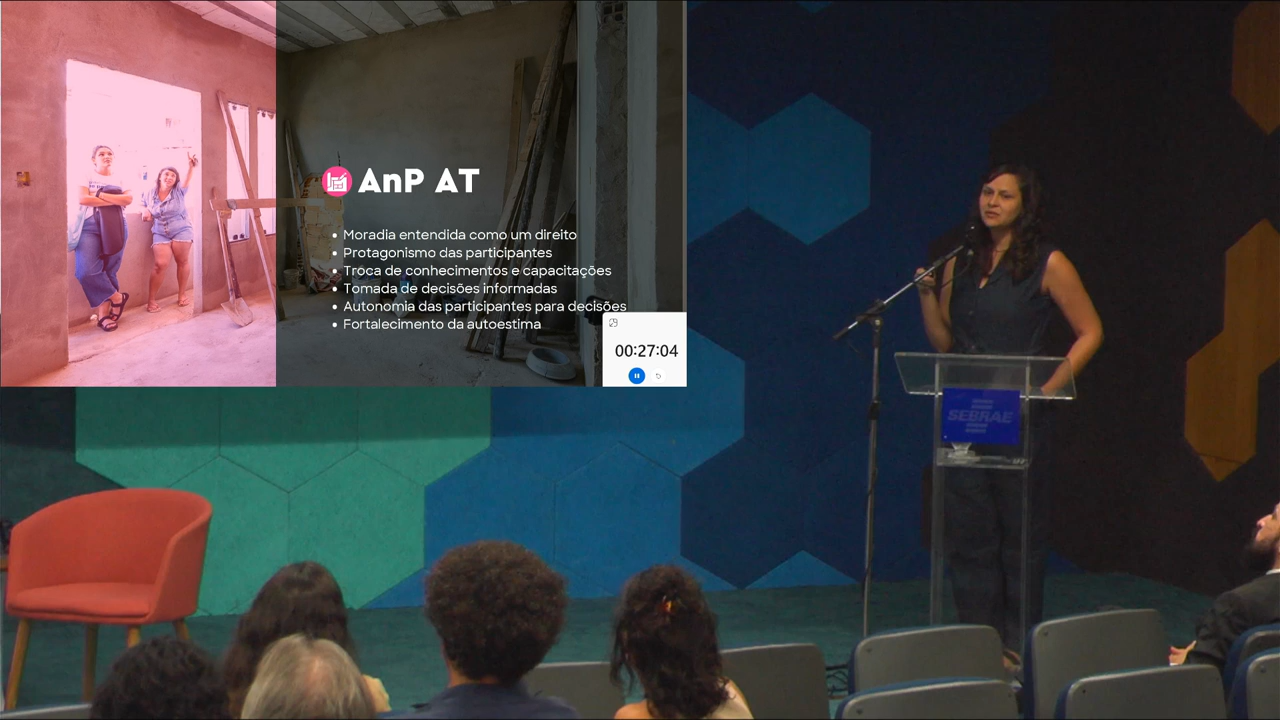 AnP AT
• Moradia entendida como um direito
• Protagonismo das participantes
• Troca de conhecimentos e capacitações
• Tomada de decisões informadas
• Autonomia das participantes para decisões
• Fortalecimento da autoestima
00:27:04
SEBRAE